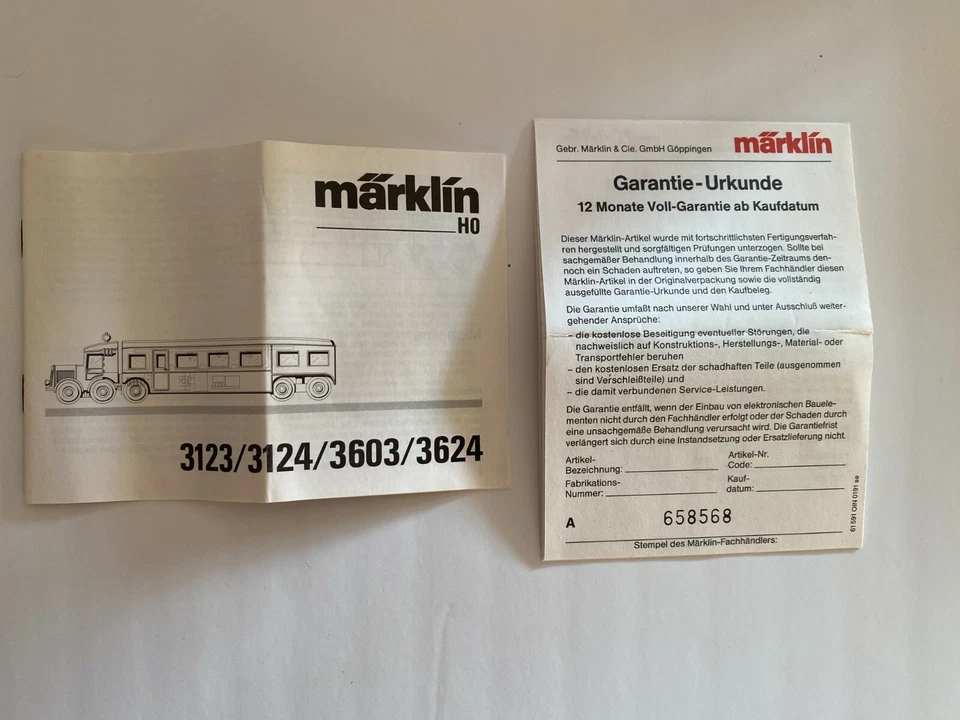 märklin
HO
3123/3124/3603/3624
Gebr. Märklin & Cie. GmbH Göppingen
märklin
Garantie-Urkunde
12 Monate Voll-Garantie ab Kaufdatum
Dieser Märklin-Artikel wurde mit fortschrittlichsten Fertigungsverfah-
ren hergestellt und sorgfältigen Prüfungen unterzogen. Sollte bei
sachgemäßer Behandlung innerhalb des Garantie-Zeitraums den-
noch ein Schaden auftreten, so geben Sie Ihrem Fachhändler diesen
Märklin-Artikel in der Originalverpackung sowie die vollständig
ausgefüllte Garantie-Urkunde und den Kaufbeleg.
Die Garantie umfaßt nach unserer Wahl und unter Ausschluß weiter-
gehender Ansprüche:
– die kostenlose Beseitigung eventueller Störungen, die
nachweislich auf Konstruktions-, Herstellungs-, Material- oder
Transportfehler beruhen
– den kostenlosen Ersatz der schadhaften Teile (ausgenommen
sind Verschleißteile) und
– die damit verbundenen Service-Leistungen.
Die Garantie entfällt, wenn der Einbau von elektronischen Bauele-
menten nicht durch den Fachhändler erfolgt oder der Schaden durch
eine unsachgemäße Behandlung verursacht wird. Die Garantiefrist
verlängert sich durch eine Instandsetzung oder Ersatzlieferung nicht.
Artikel-
Bezeichnung:
Artikel-Nr.
Code:
Fabrikations-
Nummer:
Kauf-
datum:
A
658568
Stempel des Märklin-Fachhändlers:
61 591 OIN 0191 se